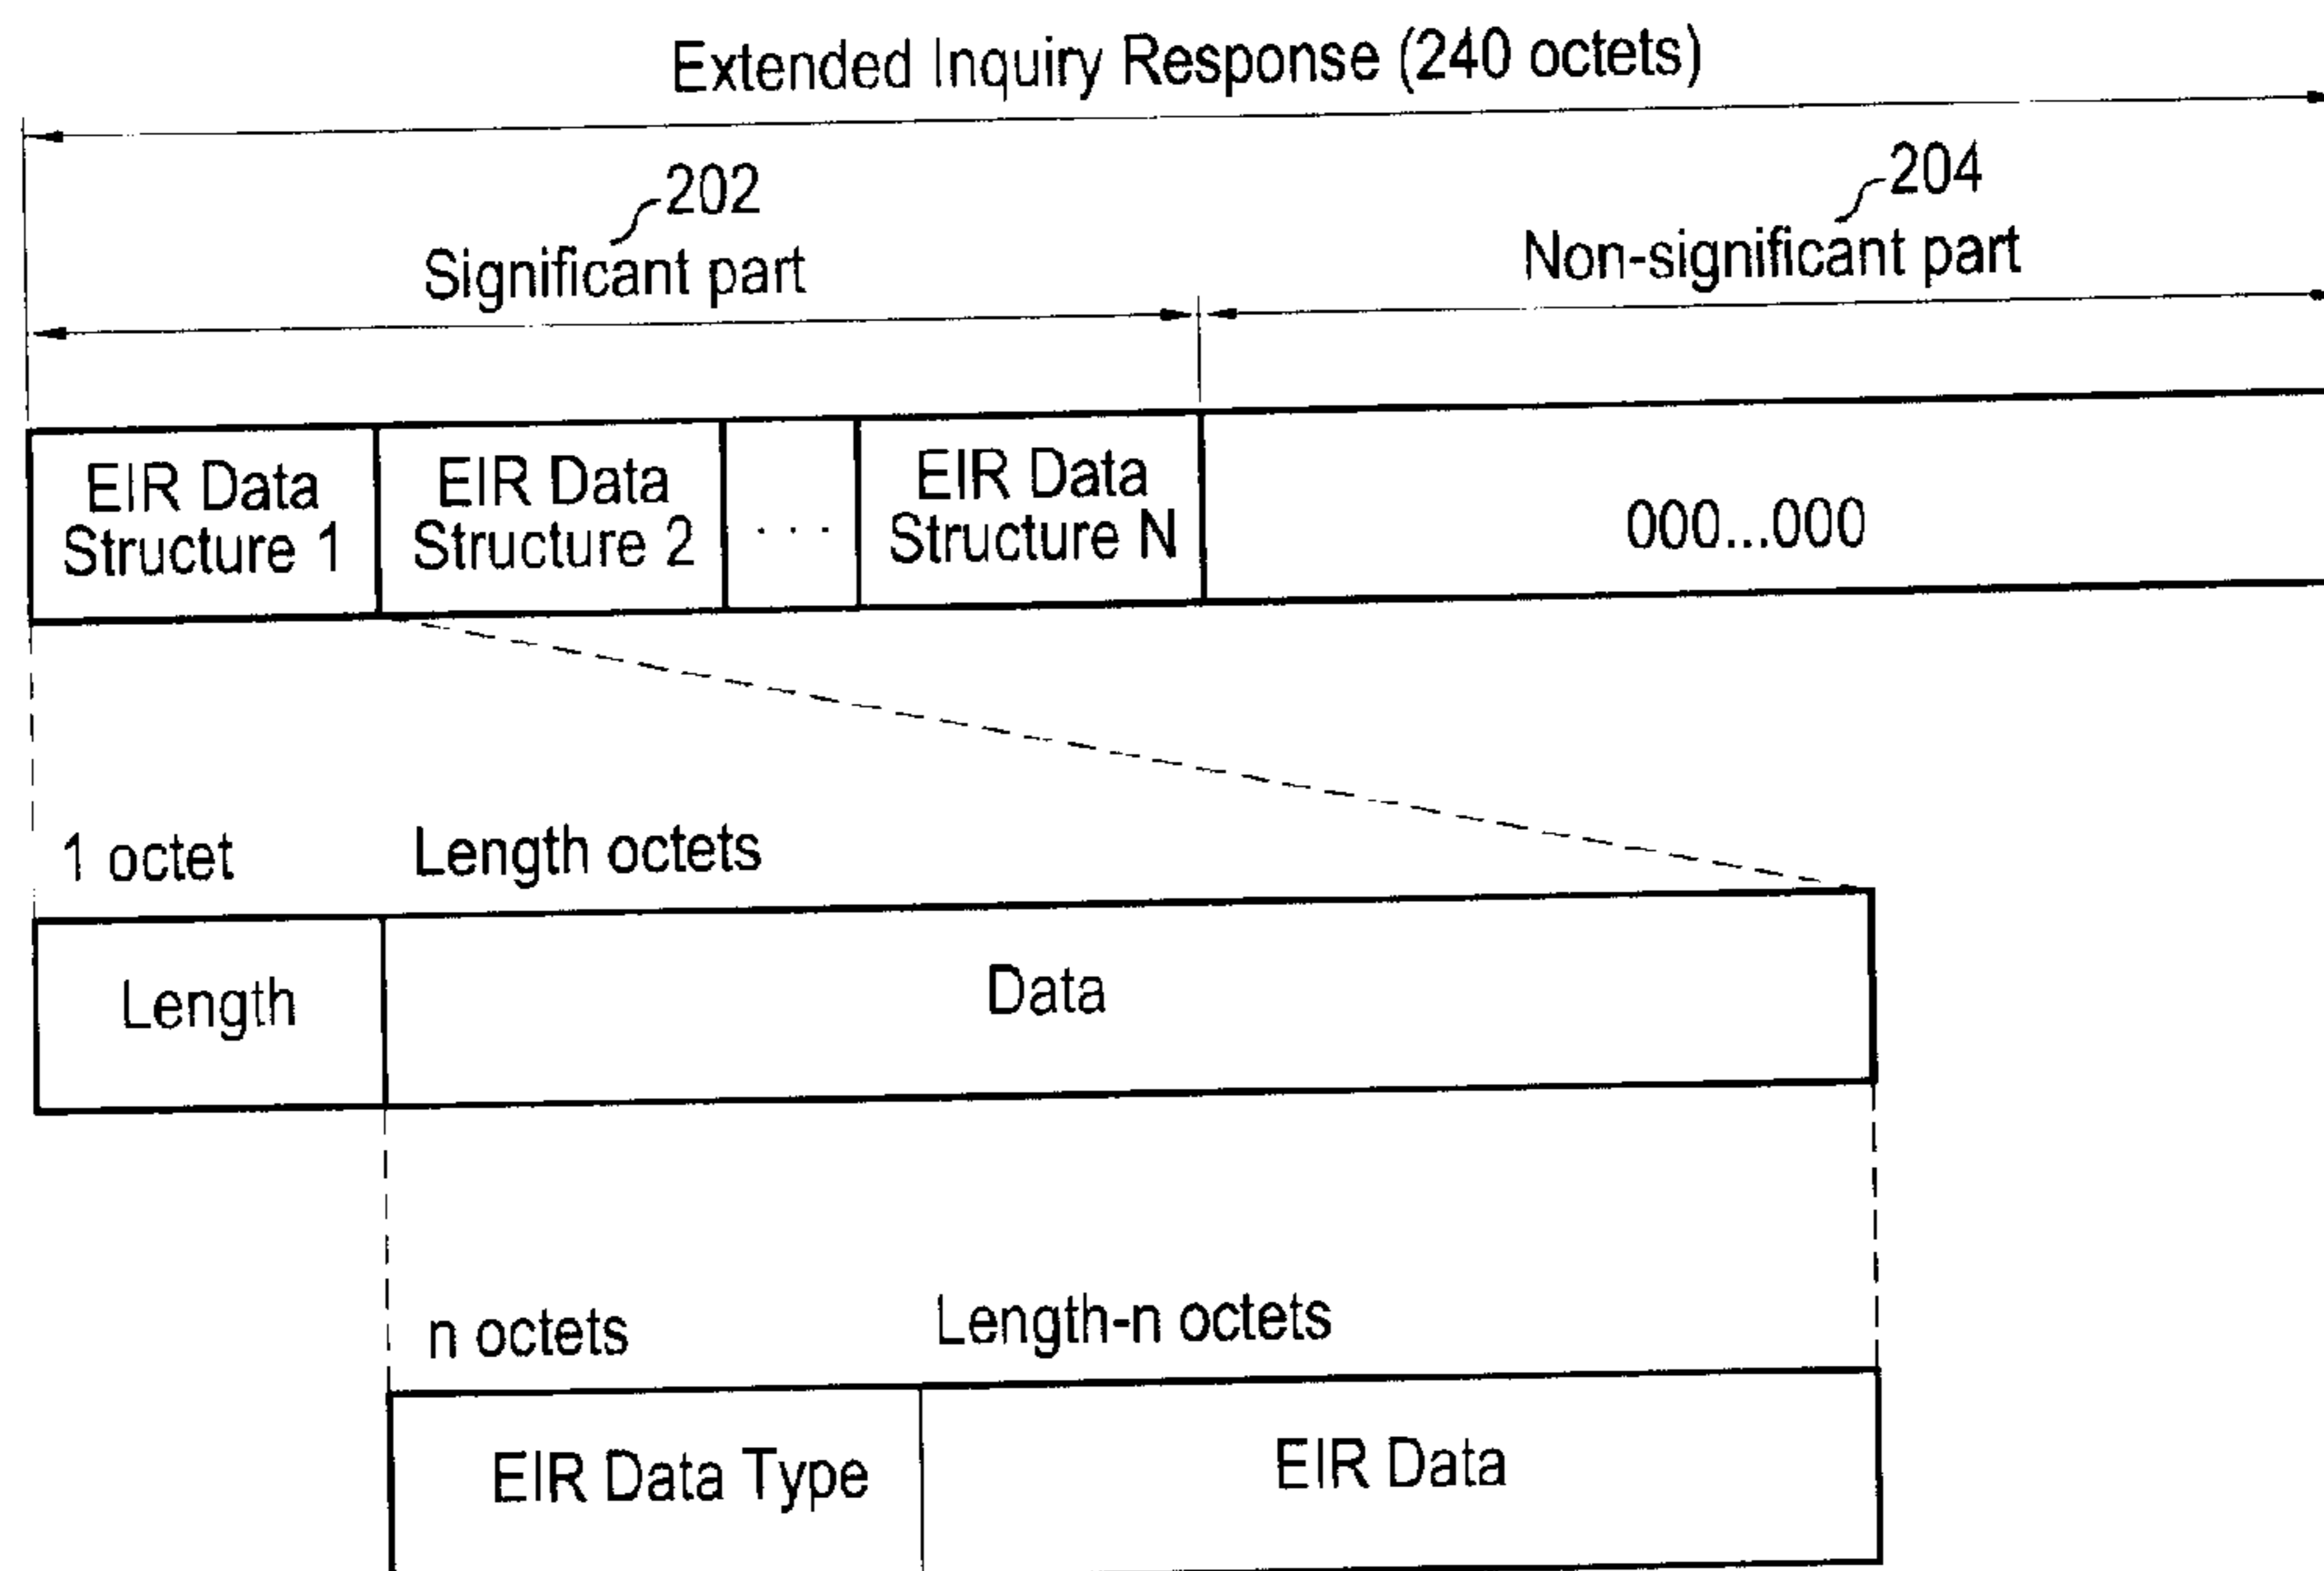 Extended Inquiry Response (240 octets)
202
204
Significant part
Non-significant part
EIR Data
Structure 1
EIR Data
Structure 2
. . .
EIR Data
Structure N
000...000
1 octet
Length octets
Length
Data
n octets
Length-n octets
EIR Data Type
EIR Data